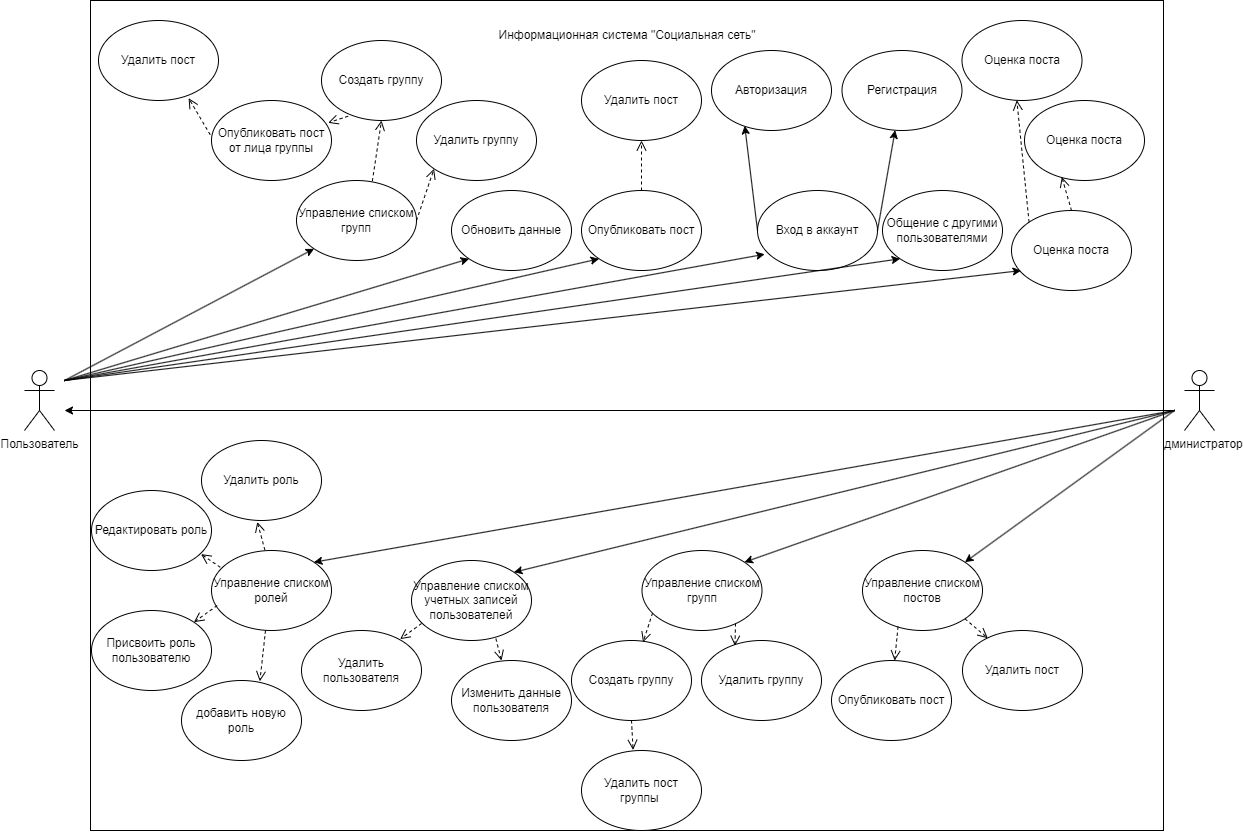 Информационная система "Социальная сеть"
Удалить пост
Создать группу
Опубликовать пост
от лица группы
Удалить группу
Управление списком
групп
Обновить данные
Удалить пост
Опубликовать пост
Авторизация
Регистрация
Вход в аккаунт
Общение с другими
пользователями
Оценка поста
Оценка поста
Оценка поста
Пользователь
дминистратор
Удалить роль
Редактировать роль
Управление списком
ролей
Присвоить роль
пользователю
добавить новую
роль
Управление списком
учетных записей
пользователей
Удалить
пользователя
Изменить данные
пользователя
Управление списком
групп
Создать группу
Удалить группу
Удалить пост
группы
Управление списком
постов
Опубликовать пост
Удалить пост